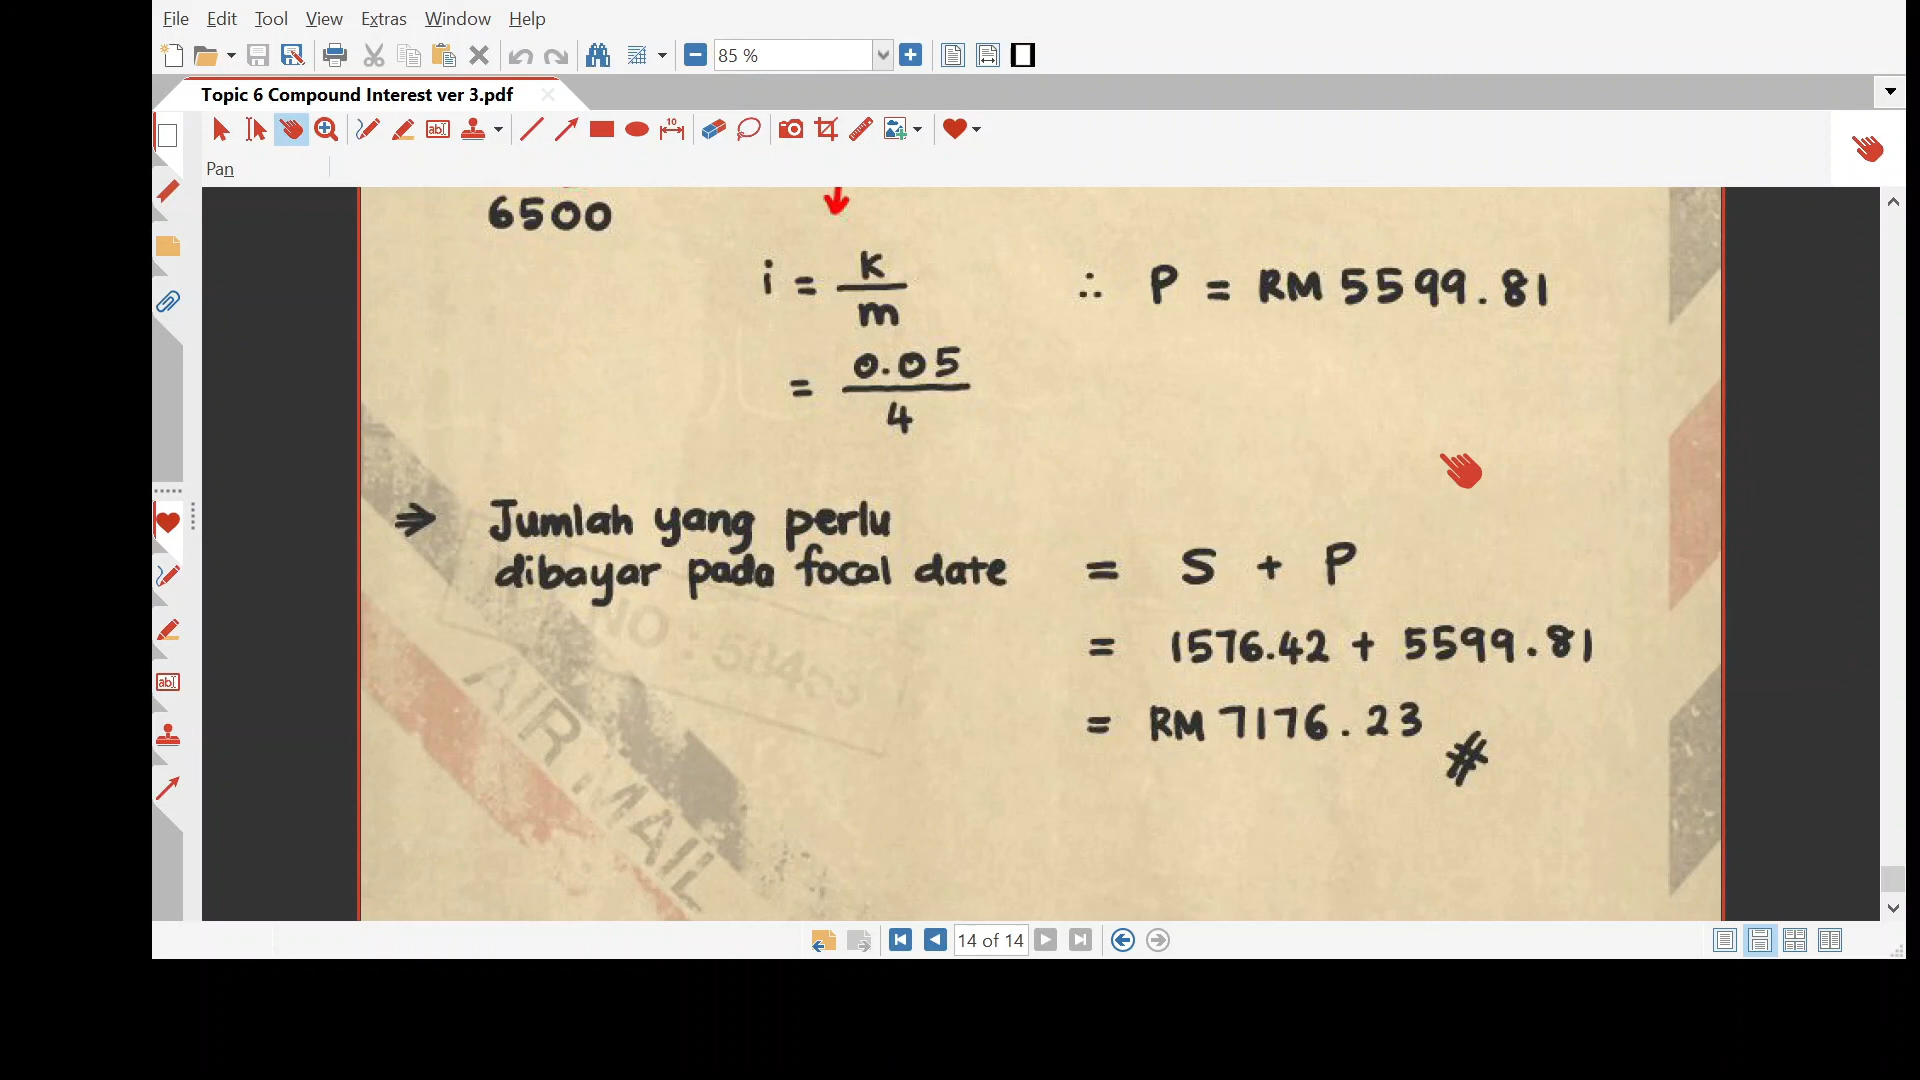 File Edit Tool View Extras Window Help
85 %
Topic 6 Compound Interest ver 3.pdf
Pan
6500
i = k / m
∴ P = RM 5599.81
= 0.05 / 4
⇒ Jumlah yang perlu
dibayar pada focal date = S + P
= 1576.42 + 5599.81
= RM 7176.23 #
AIR MAIL
14 of 14